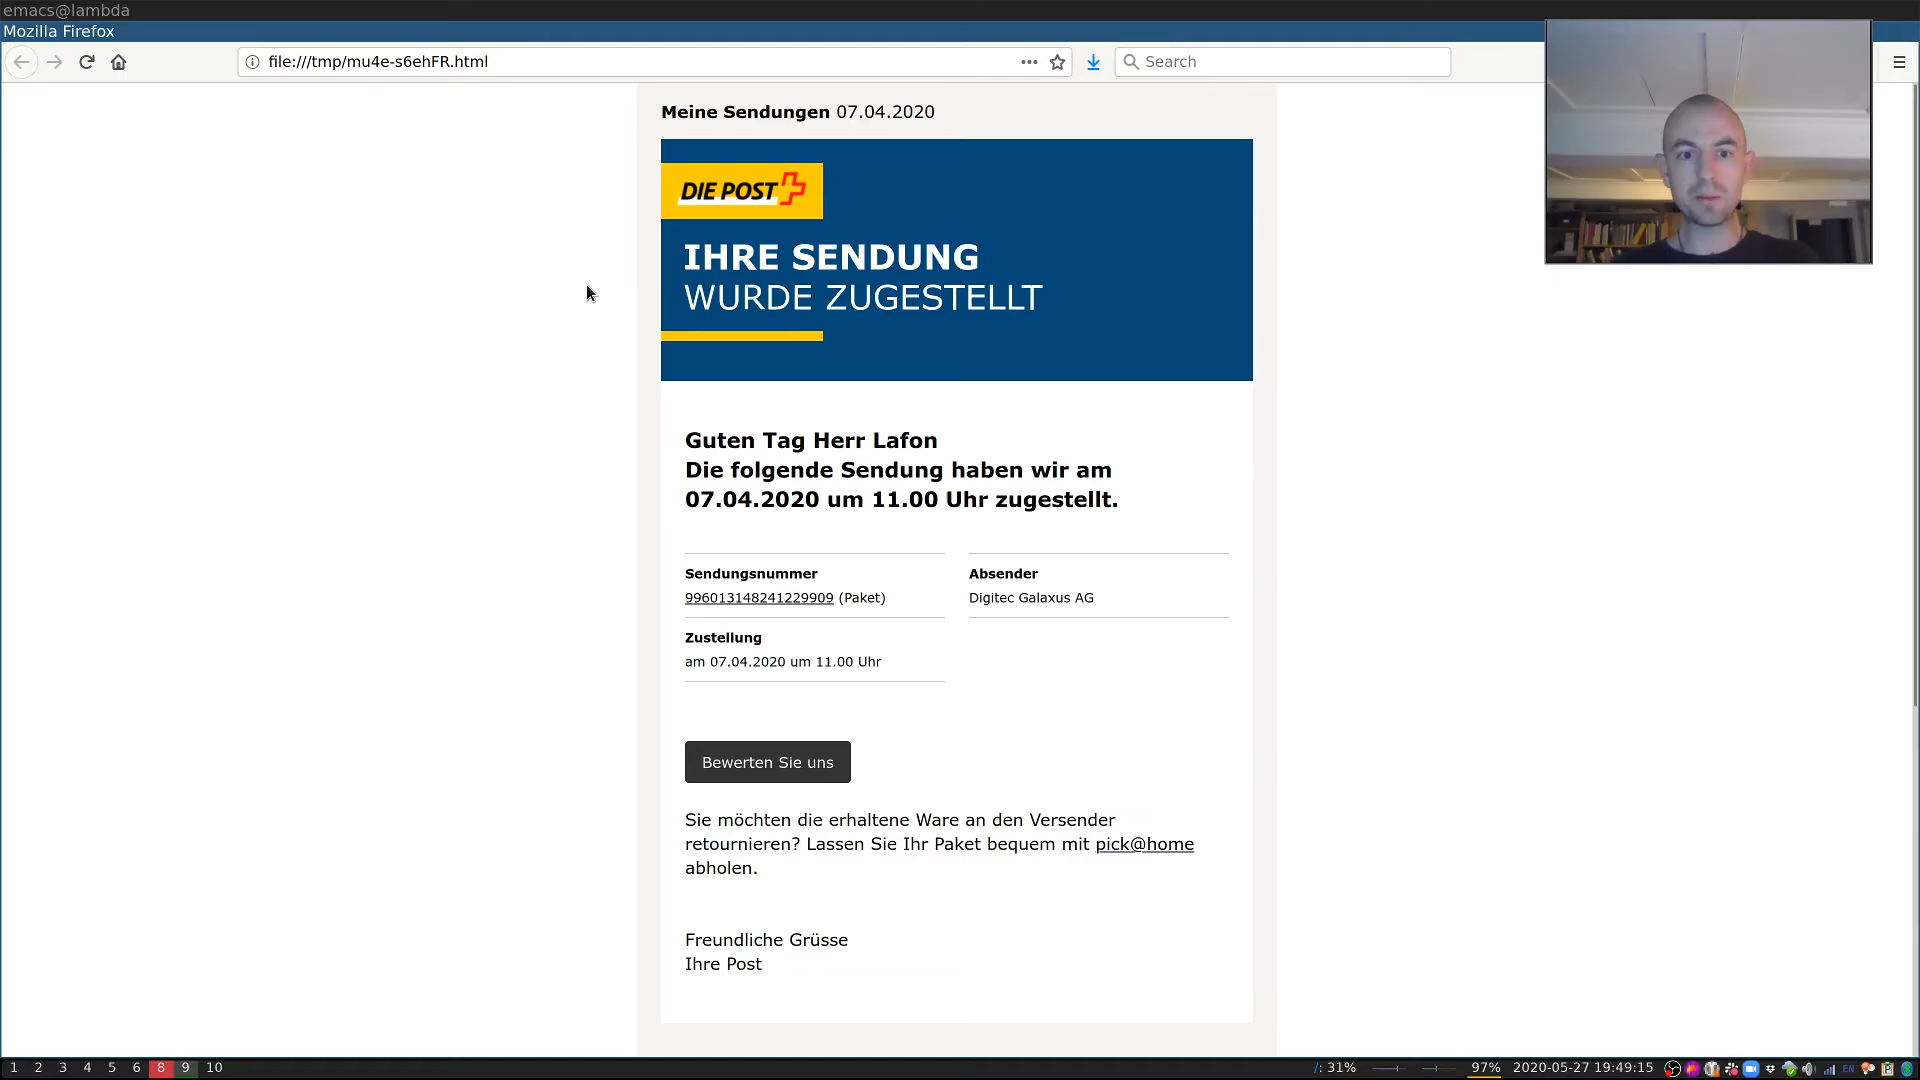 emacs@lambda
Mozilla Firefox
file:///tmp/mu4e-s6ehFR.html
Search
Meine Sendungen 07.04.2020
DIE POST
IHRE SENDUNG
WURDE ZUGESTELLT
Guten Tag Herr Lafon
Die folgende Sendung haben wir am
07.04.2020 um 11.00 Uhr zugestellt.
Sendungsnummer
996013148241229909 (Paket)
Absender
Digitec Galaxus AG
Zustellung
am 07.04.2020 um 11.00 Uhr
Bewerten Sie uns
Sie möchten die erhaltene Ware an den Versender
retournieren? Lassen Sie Ihr Paket bequem mit pick@home
abholen.
Freundliche Grüsse
Ihre Post
1 2 3 4 5 6 8 9 10
/: 31% 97% 2020-05-27 19:49:15 EN